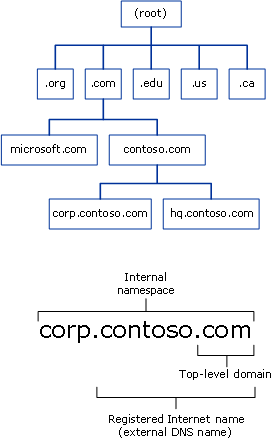 (root)
.org .com .edu .us .ca
microsoft.com contoso.com
corp.contoso.com hq.contoso.com
Internal
namespace
corp.contoso.com
Top-level domain
Registered Internet name
(external DNS name)